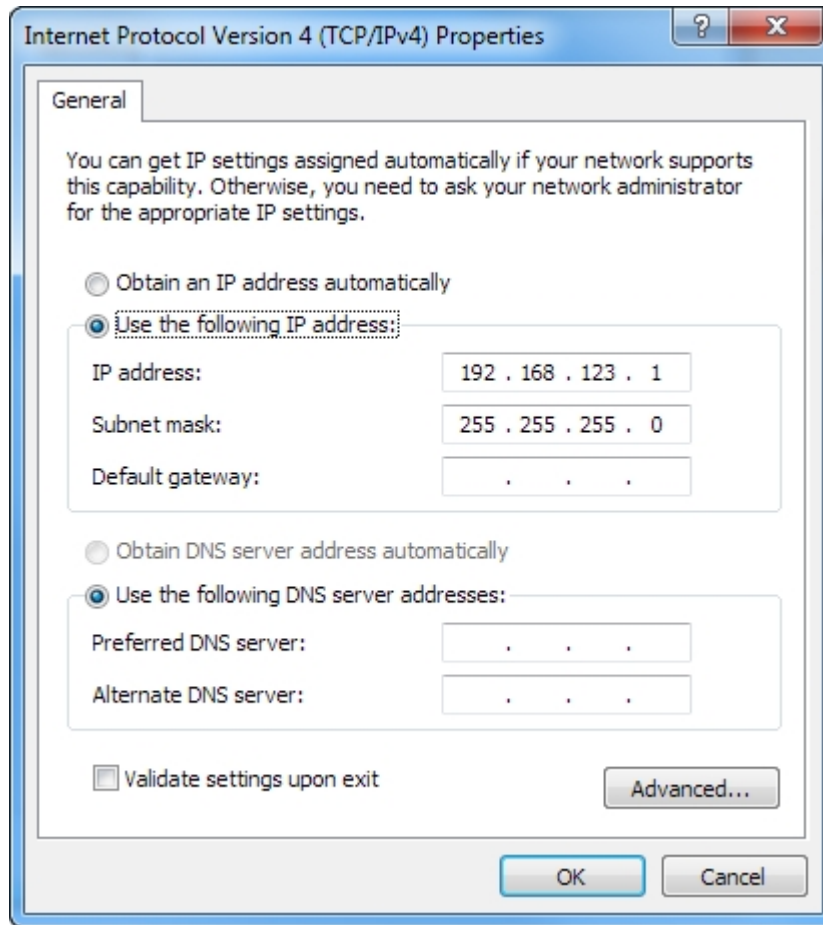 Internet Protocol Version 4 (TCP/IPv4) Properties
?
X
General
You can get IP settings assigned automatically if your network supports
this capability. Otherwise, you need to ask your network administrator
for the appropriate IP settings.
Obtain an IP address automatically
Use the following IP address:
IP address: 192 . 168 . 123 . 1
Subnet mask: 255 . 255 . 255 . 0
Default gateway: . . .
Obtain DNS server address automatically
Use the following DNS server addresses:
Preferred DNS server: . . .
Alternate DNS server: . . .
Validate settings upon exit
Advanced...
OK Cancel